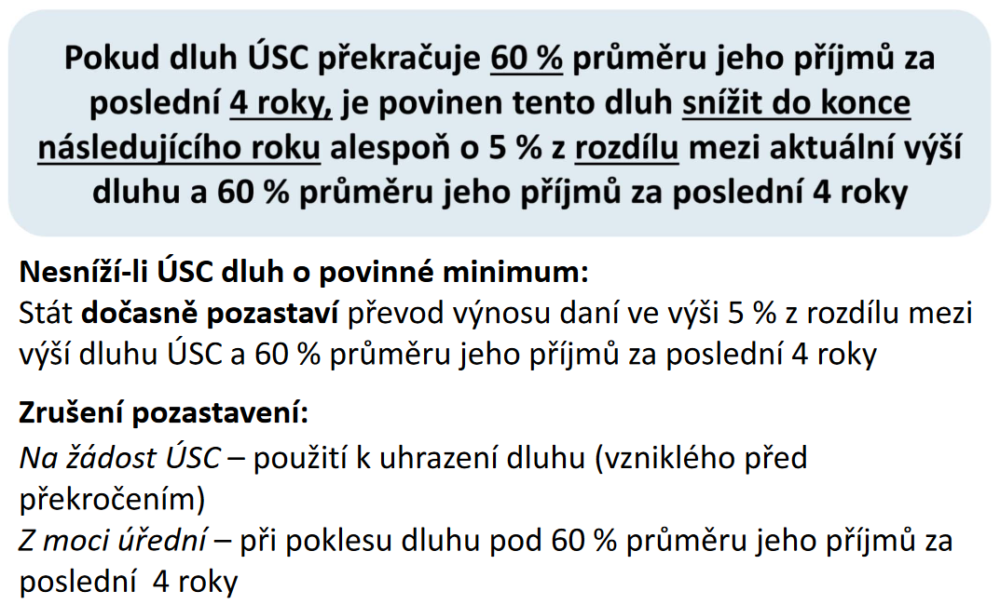 Pokud dluh ÚSC překračuje 60 % průměru jeho příjmů za
poslední 4 roky, je povinen tento dluh snížit do konce
následujícího roku alespoň o 5 % z rozdílu mezi aktuální výší
dluhu a 60 % průměru jeho příjmů za poslední 4 roky
Nesníží-li ÚSC dluh o povinné minimum:
Stát dočasně pozastaví převod výnosu daní ve výši 5 % z rozdílu mezi
výší dluhu ÚSC a 60 % průměru jeho příjmů za poslední 4 roky
Zrušení pozastavení:
Na žádost ÚSC – použití k uhrazení dluhu (vzniklého před
překročením)
Z moci úřední – při poklesu dluhu pod 60 % průměru jeho příjmů za
poslední  4 roky